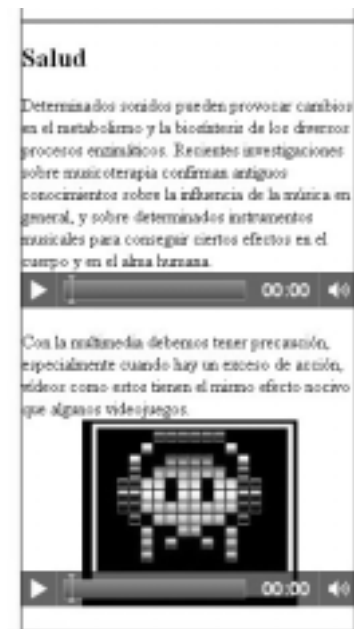 Salud
Determinados sonidos pueden provocar cambios
en el metabolismo y la biosíntesis de los diversos
procesos enzimáticos. Recientes investigaciones
sobre musicoterapia confirman antiguos
conocimientos sobre la influencia de la música en
general, y sobre determinados instrumentos
musicales para conseguir ciertos efectos en el
cuerpo y en el alma humana.
00:00
Con la multimedia debemos tener precaución,
especialmente cuando hay un exceso de acción,
vídeos como estos tienen el mismo efecto nocivo
que algunos videojuegos.
00:00